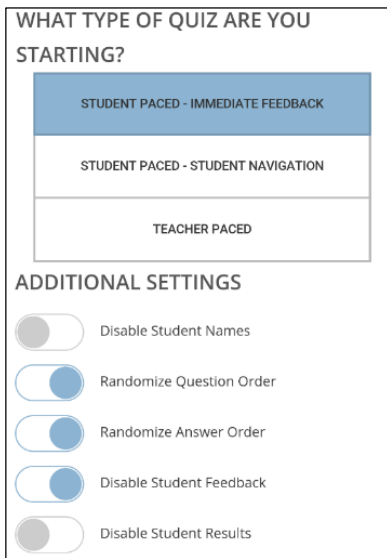 WHAT TYPE OF QUIZ ARE YOU
STARTING?
STUDENT PACED - IMMEDIATE FEEDBACK
STUDENT PACED - STUDENT NAVIGATION
TEACHER PACED
ADDITIONAL SETTINGS
Disable Student Names
Randomize Question Order
Randomize Answer Order
Disable Student Feedback
Disable Student Results